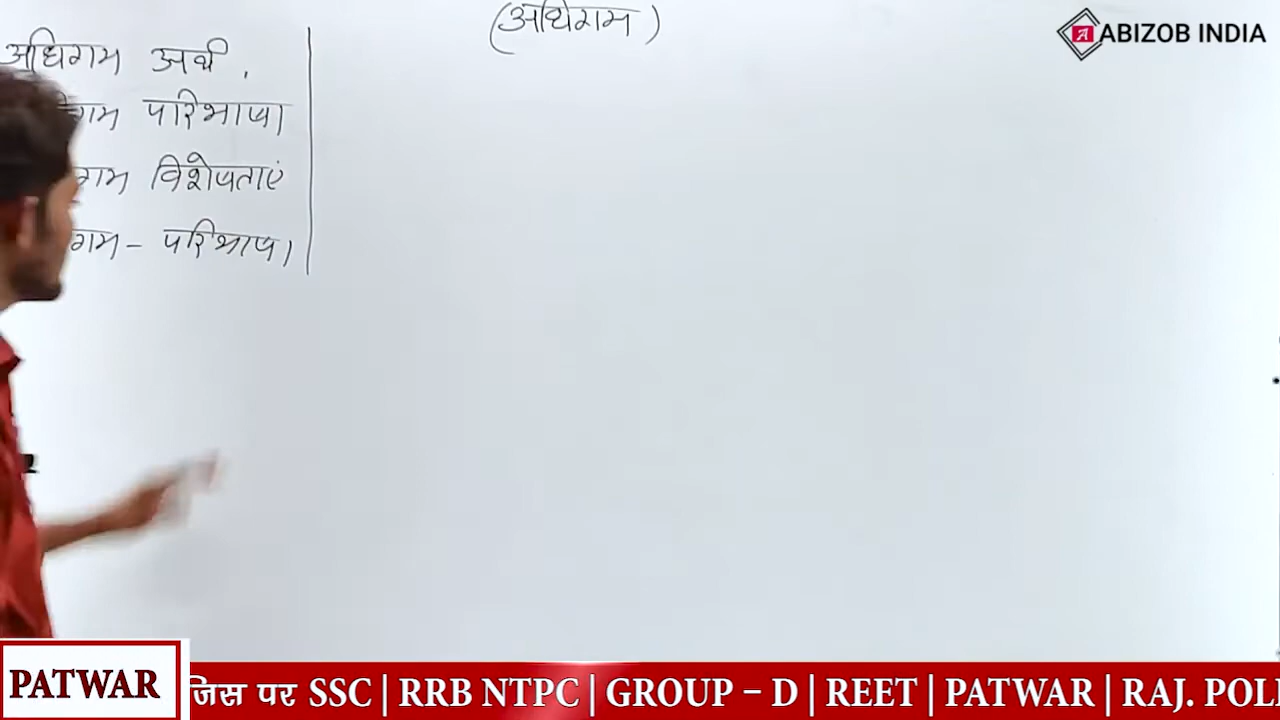 (अधिगम)
ABIZOB INDIA
अधिगम अर्थ.
गम परिभाषा
गम विशेषताएं
गम - परिभाषा
PATWAR
जिस पर SSC | RRB NTPC | GROUP - D | REET | PATWAR | RAJ. POLI